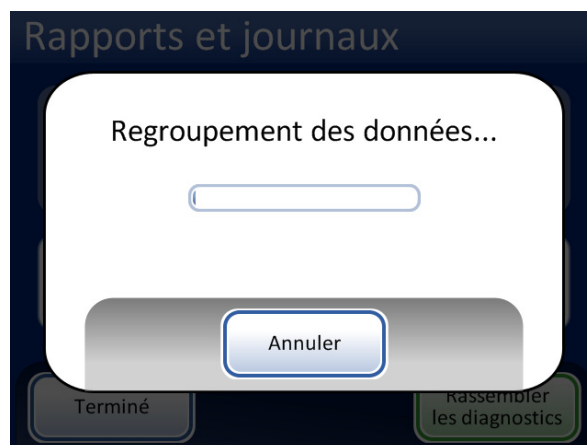 Rapports et journaux
Regroupement des données...
Annuler
Terminé
Rassembler
les diagnostics